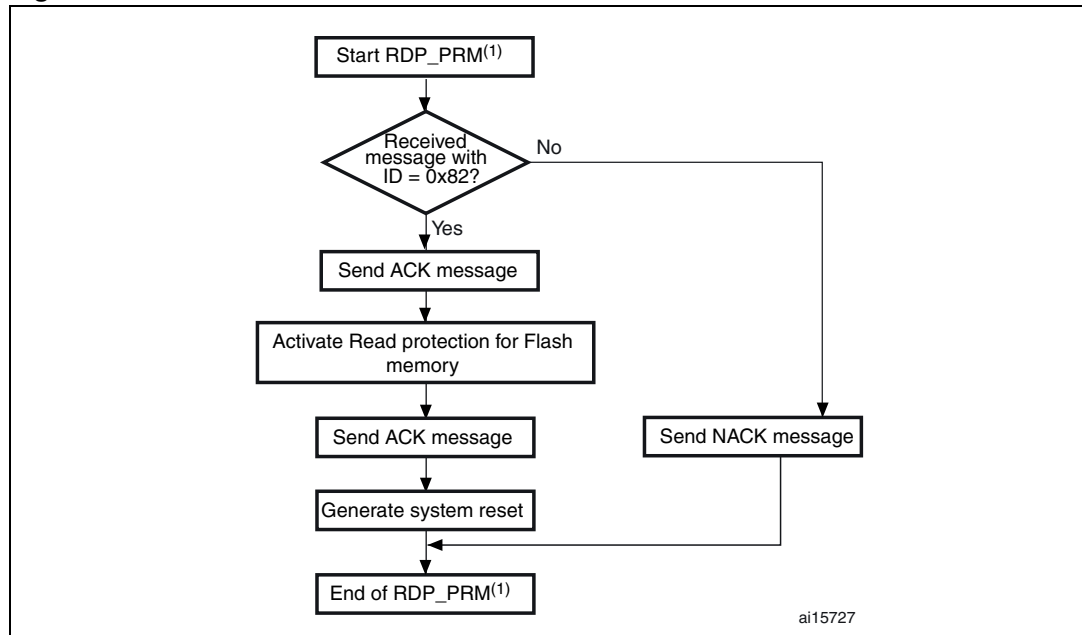 Start RDP_PRM(1)
Received
message with
ID = 0x82?
No
Yes
Send ACK message
Activate Read protection for Flash
memory
Send ACK message
Send NACK message
Generate system reset
End of RDP_PRM(1)
ai15727